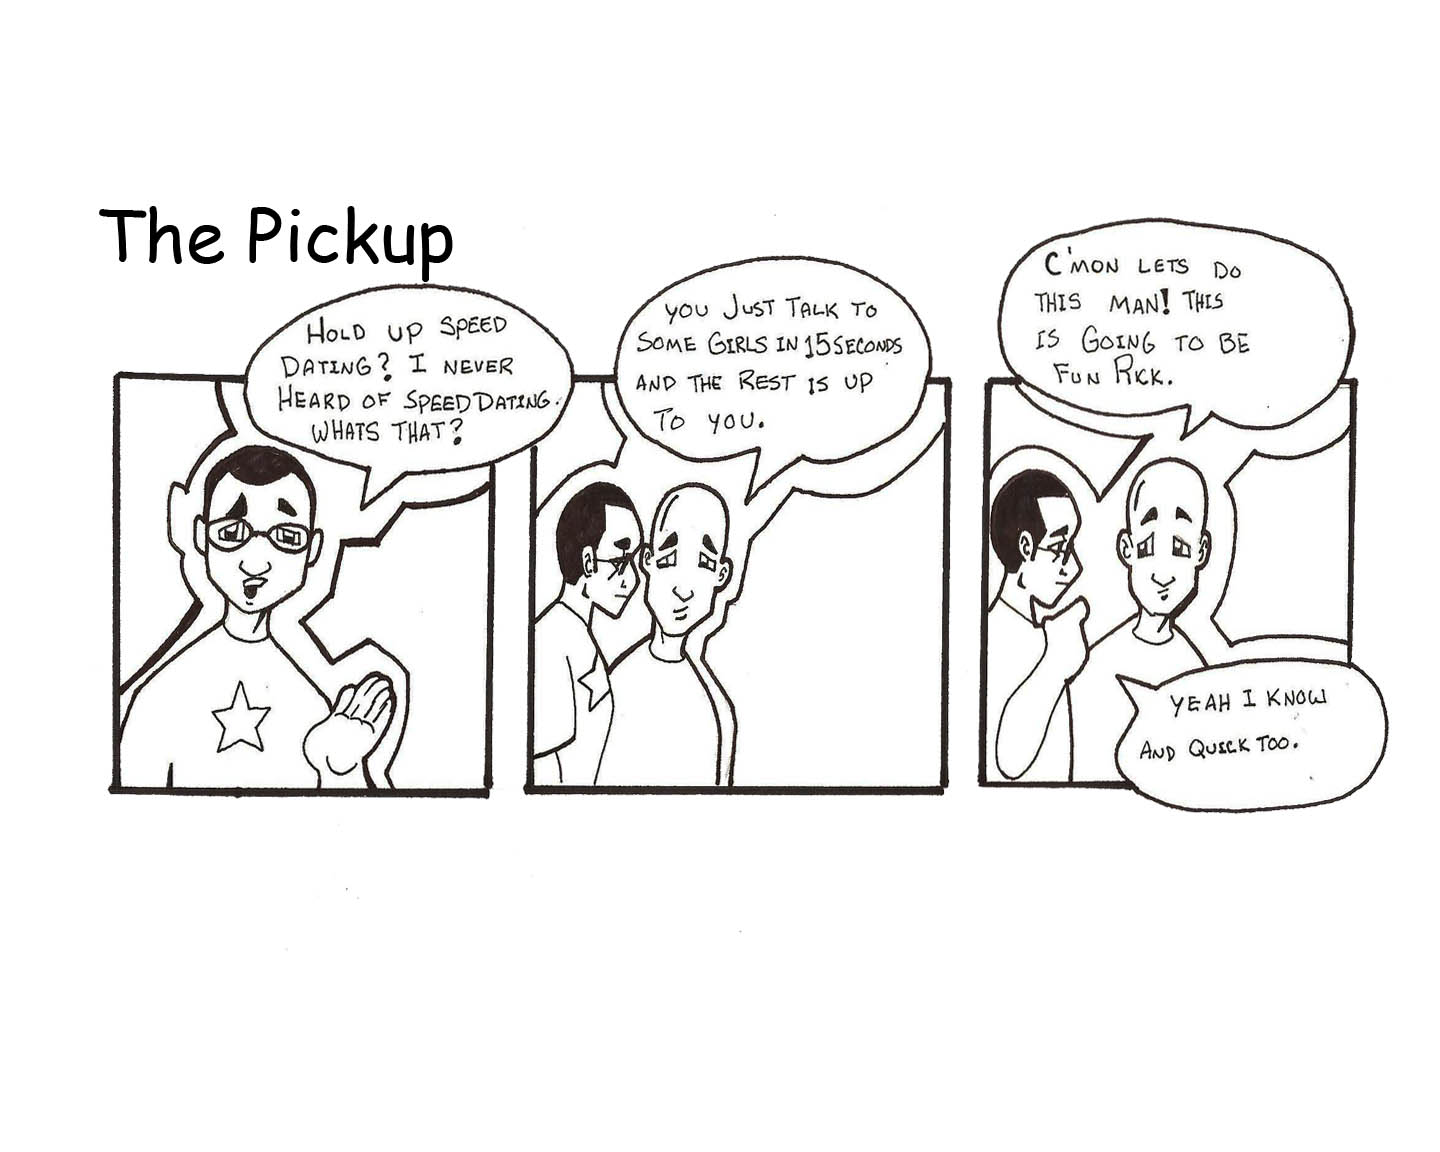 The Pickup
HOLD UP SPEED
DATING? I NEVER
HEARD OF SPEED DATING.
WHATS THAT?
YOU JUST TALK TO
SOME GIRLS IN 15 SECONDS
AND THE REST IS UP
TO YOU.
C'MON LETS DO
THIS MAN! THIS
IS GOING TO BE
FUN RICK.
YEAH I KNOW
AND QUICK TOO.